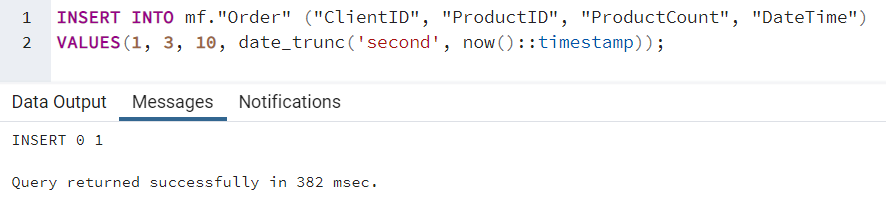 1 INSERT INTO mf."Order" ("ClientID", "ProductID", "ProductCount", "DateTime")
2 VALUES(1, 3, 10, date_trunc('second', now()::timestamp));
Data Output Messages Notifications
INSERT 0 1
Query returned successfully in 382 msec.